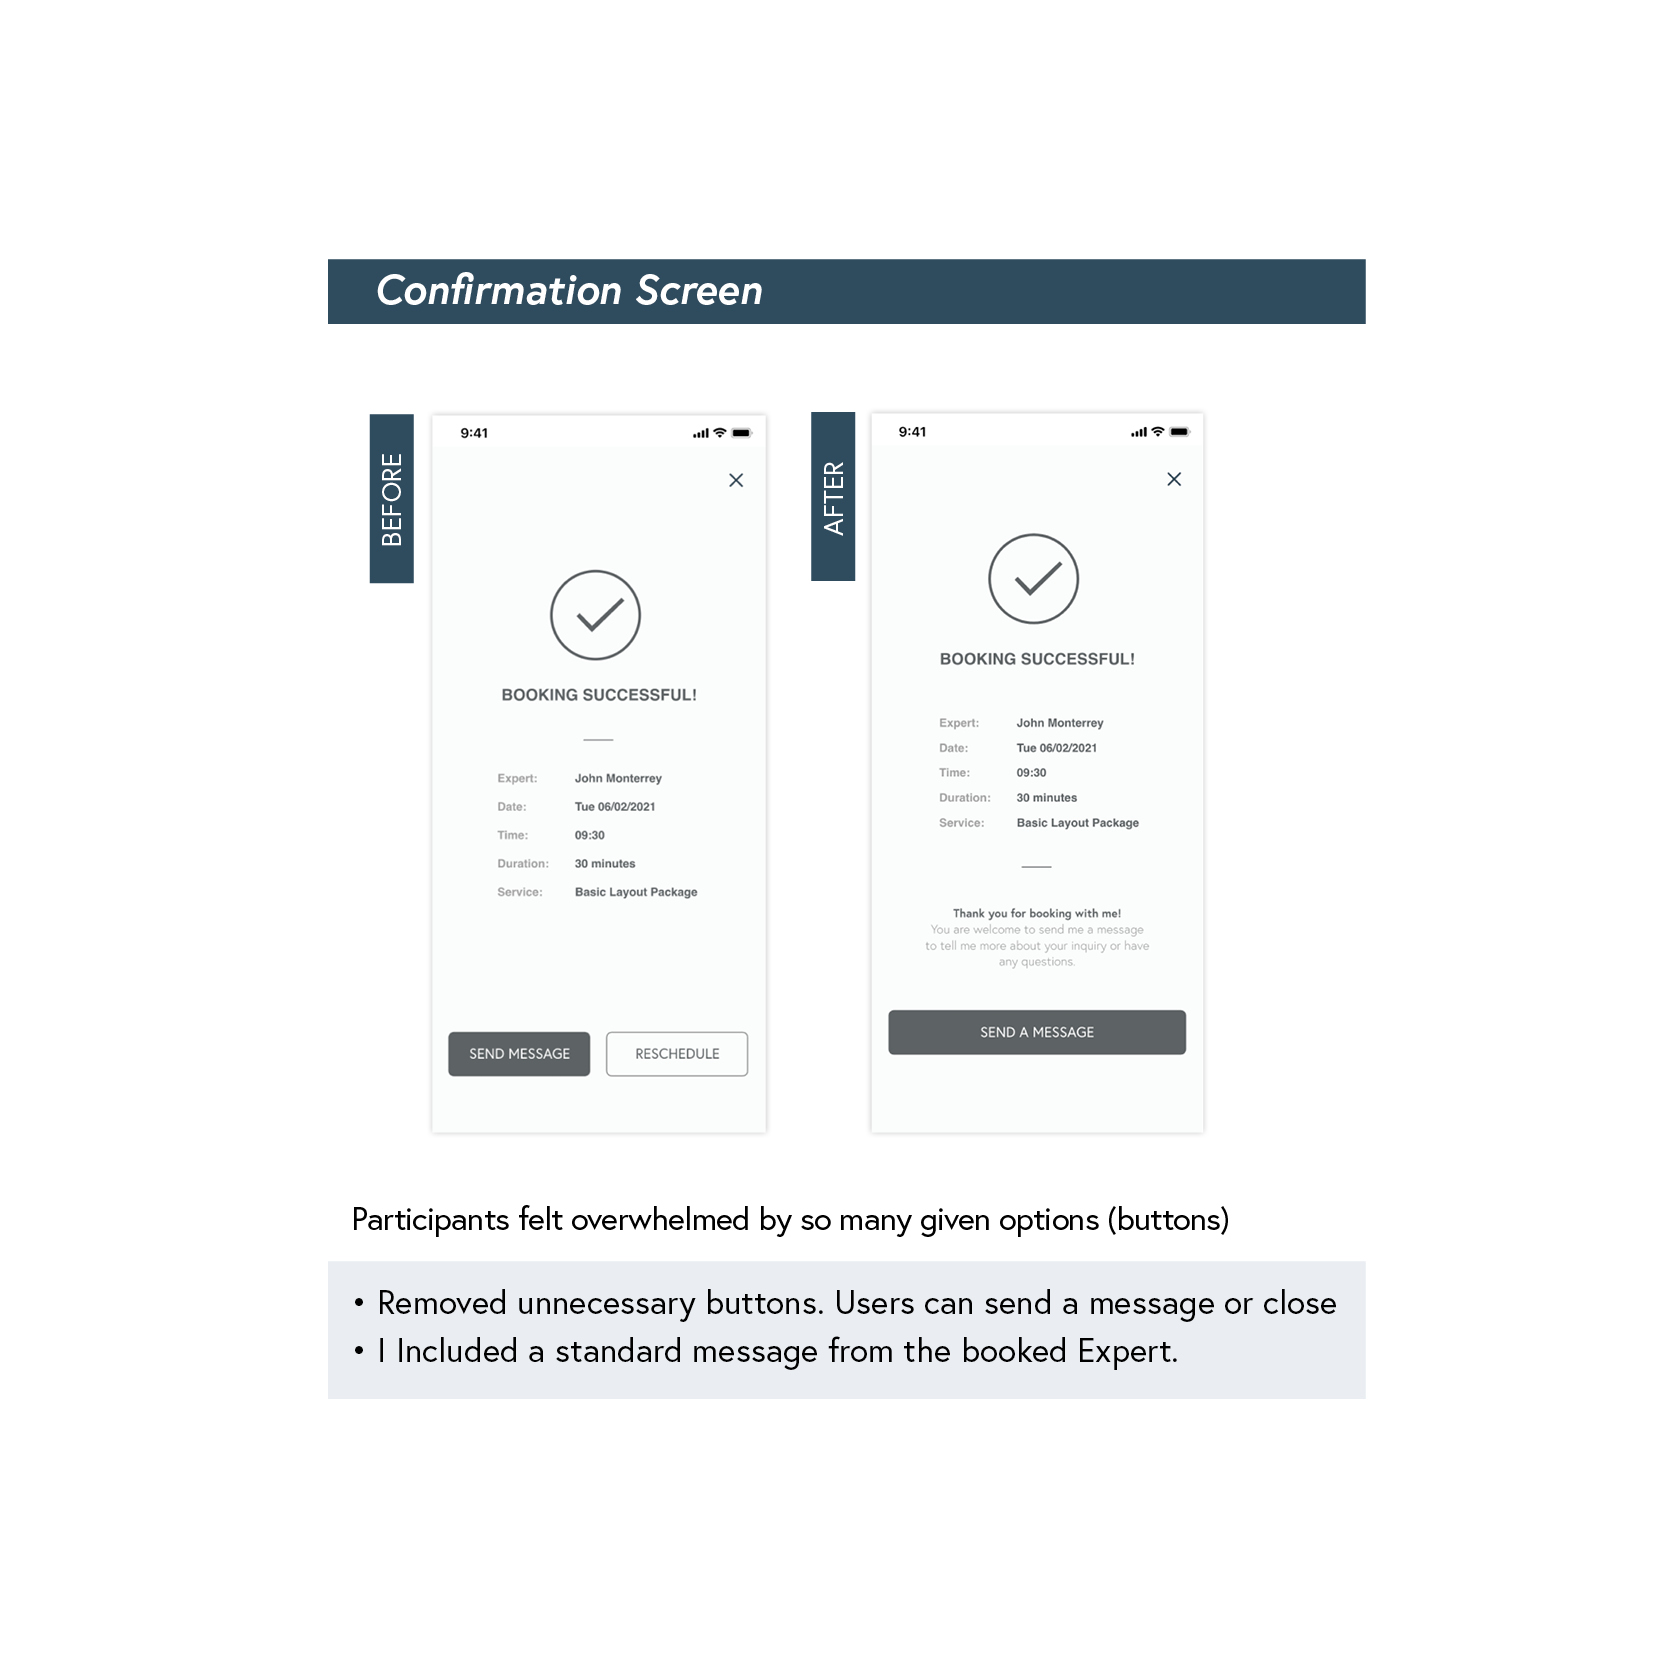 Confirmation Screen
BEFORE
9:41
BOOKING SUCCESSFUL!
Expert: John Monterrey
Date: Tue 06/02/2021
Time: 09:30
Duration: 30 minutes
Service: Basic Layout Package
SEND MESSAGE
RESCHEDULE
AFTER
9:41
BOOKING SUCCESSFUL!
Expert: John Monterrey
Date: Tue 06/02/2021
Time: 09:30
Duration: 30 minutes
Service: Basic Layout Package
Thank you for booking with me!
You are welcome to send me a message
to tell me more about your inquiry or have
any questions.
SEND A MESSAGE
Participants felt overwhelmed by so many given options (buttons)
• Removed unnecessary buttons. Users can send a message or close
• I Included a standard message from the booked Expert.